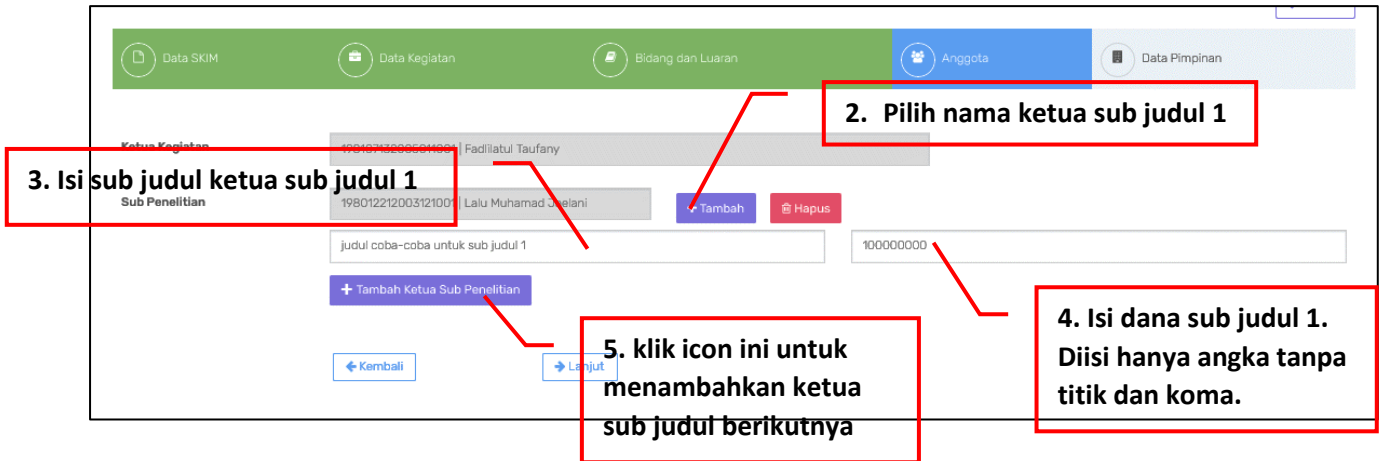 Data SKIM
Data Kegiatan
Bidang dan Luaran
Anggota
Data Pimpinan
2. Pilih nama ketua sub judul 1
Ketua Kegiatan
| Fadlilatul Taufany
3. Isi sub judul ketua sub judul 1
Sub Penelitian
198012212003121001 | Lalu Muhamad Jaelani
Tambah
Hapus
judul coba-coba untuk sub judul 1
100000000
+ Tambah Ketua Sub Penelitian
4. Isi dana sub judul 1.
Diisi hanya angka tanpa
titik dan koma.
5. klik icon ini untuk
menambahkan ketua
sub judul berikutnya
Kembali
Lanjut